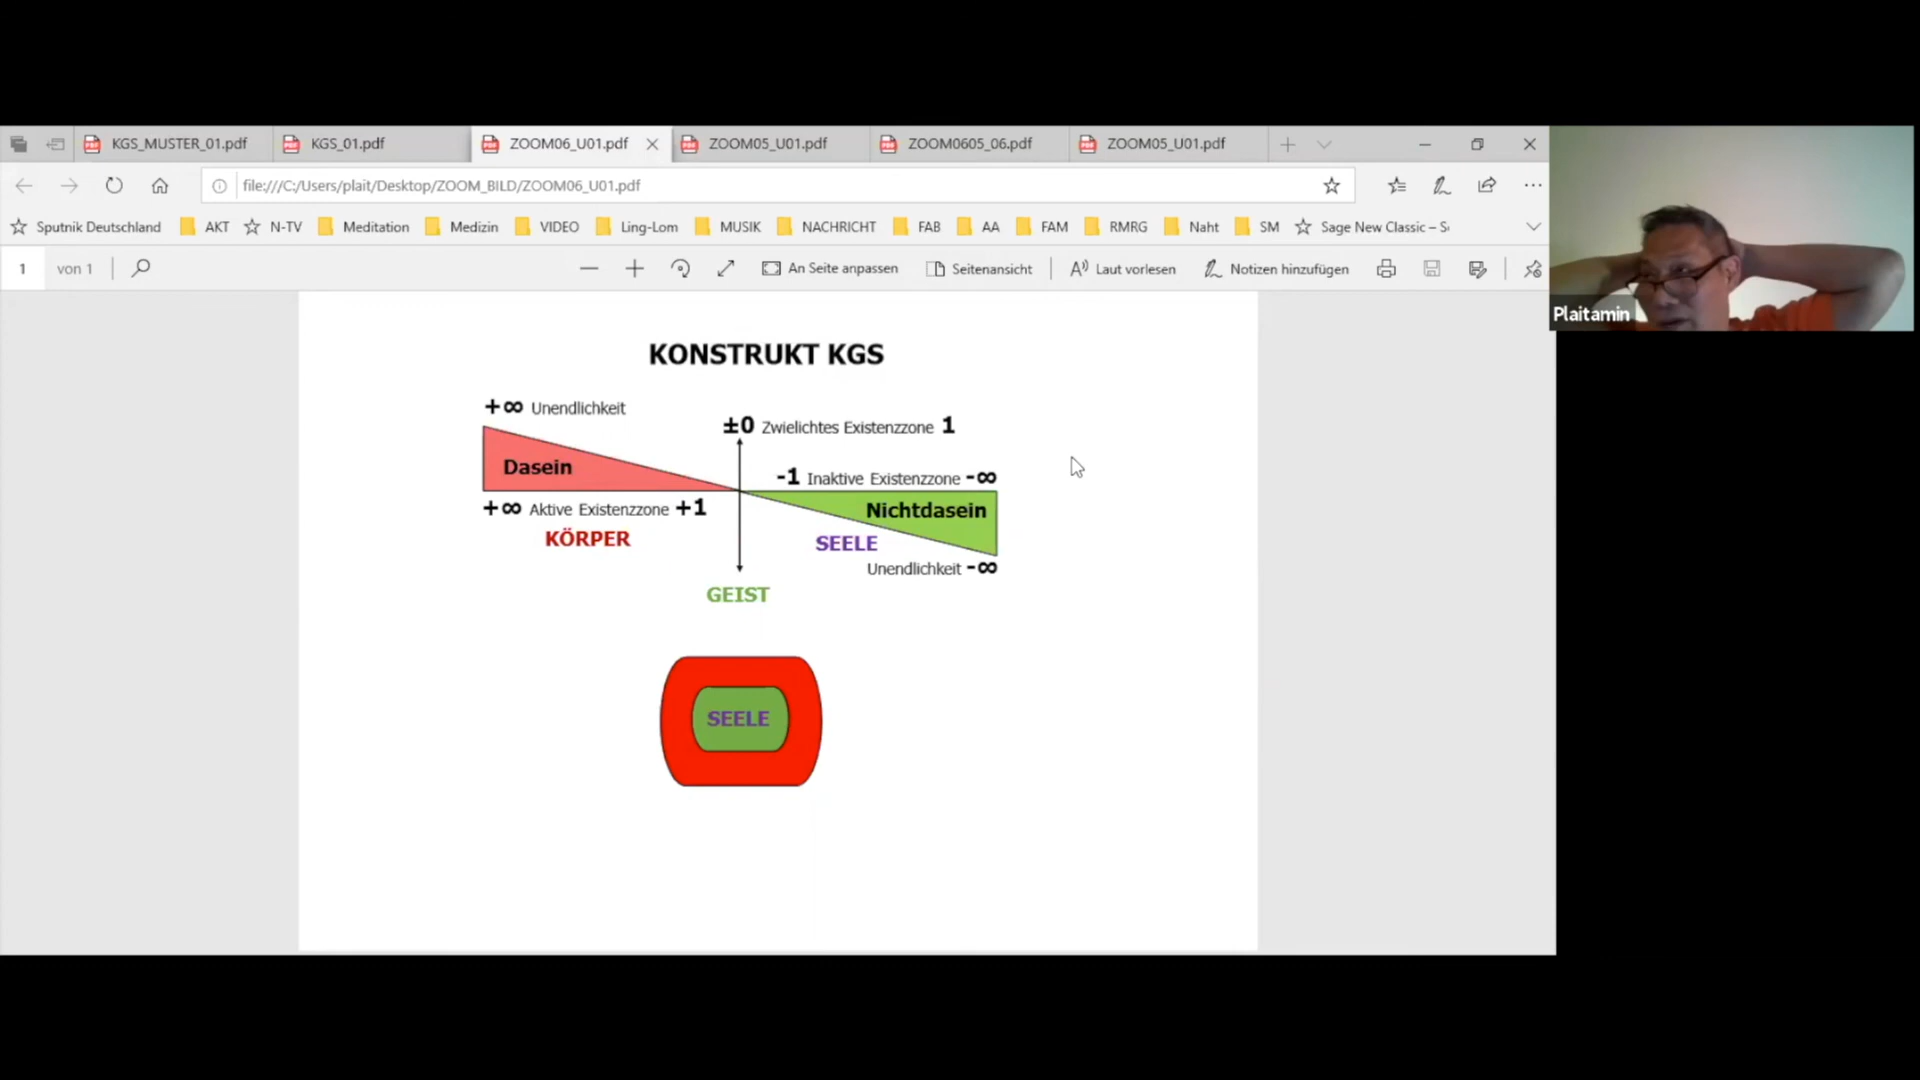 KGS_MUSTER_01.pdf KGS_01.pdf ZOOM06_U01.pdf ZOOM05_U01.pdf ZOOM0605_06.pdf ZOOM05_U01.pdf
file:///C:/Users/plait/Desktop/ZOOM_BILD/ZOOM06_U01.pdf
Sputnik Deutschland AKT N-TV Meditation Medizin VIDEO Ling-Lom MUSIK NACHRICHT FAB AA FAM RMRG Naht SM Sage New Classic – S
1 von 1 An Seite anpassen Seitenansicht Laut vorlesen Notizen hinzufügen
Plaitamin
KONSTRUKT KGS
+∞ Unendlichkeit
±0 Zwielichtes Existenzzone 1
Dasein
-1 Inaktive Existenzzone -∞
+∞ Aktive Existenzzone +1
Nichtdasein
KÖRPER
SEELE
Unendlichkeit -∞
GEIST
SEELE